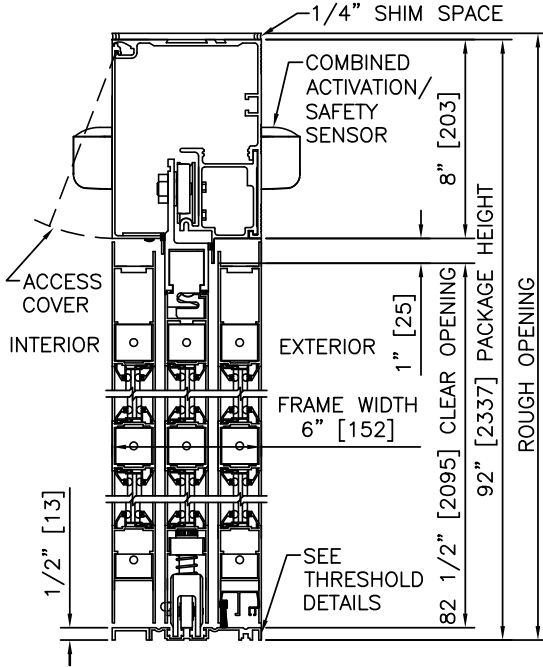 1/4” SHIM SPACE
COMBINED
ACTIVATION/
SAFETY
SENSOR
8” [203]
ACCESS
COVER
INTERIOR
EXTERIOR
1” [25]
FRAME WIDTH
6” [152]
82 1/2” [2095] CLEAR OPENING
92” [2337] PACKAGE HEIGHT
ROUGH OPENING
1/2” [13]
SEE
THRESHOLD
DETAILS